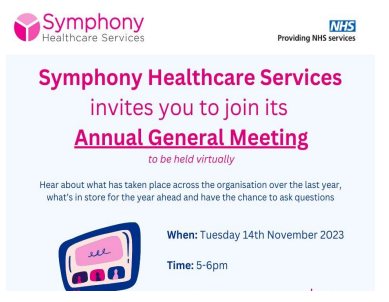 Symphony
Healthcare Services
NHS
Providing NHS services
Symphony Healthcare Services
invites you to join its
Annual General Meeting
to be held virtually
Hear about what has taken place across the organisation over the last year,
what's in store for the year ahead and have the chance to ask questions
When: Tuesday 14th November 2023
Time: 5-6pm